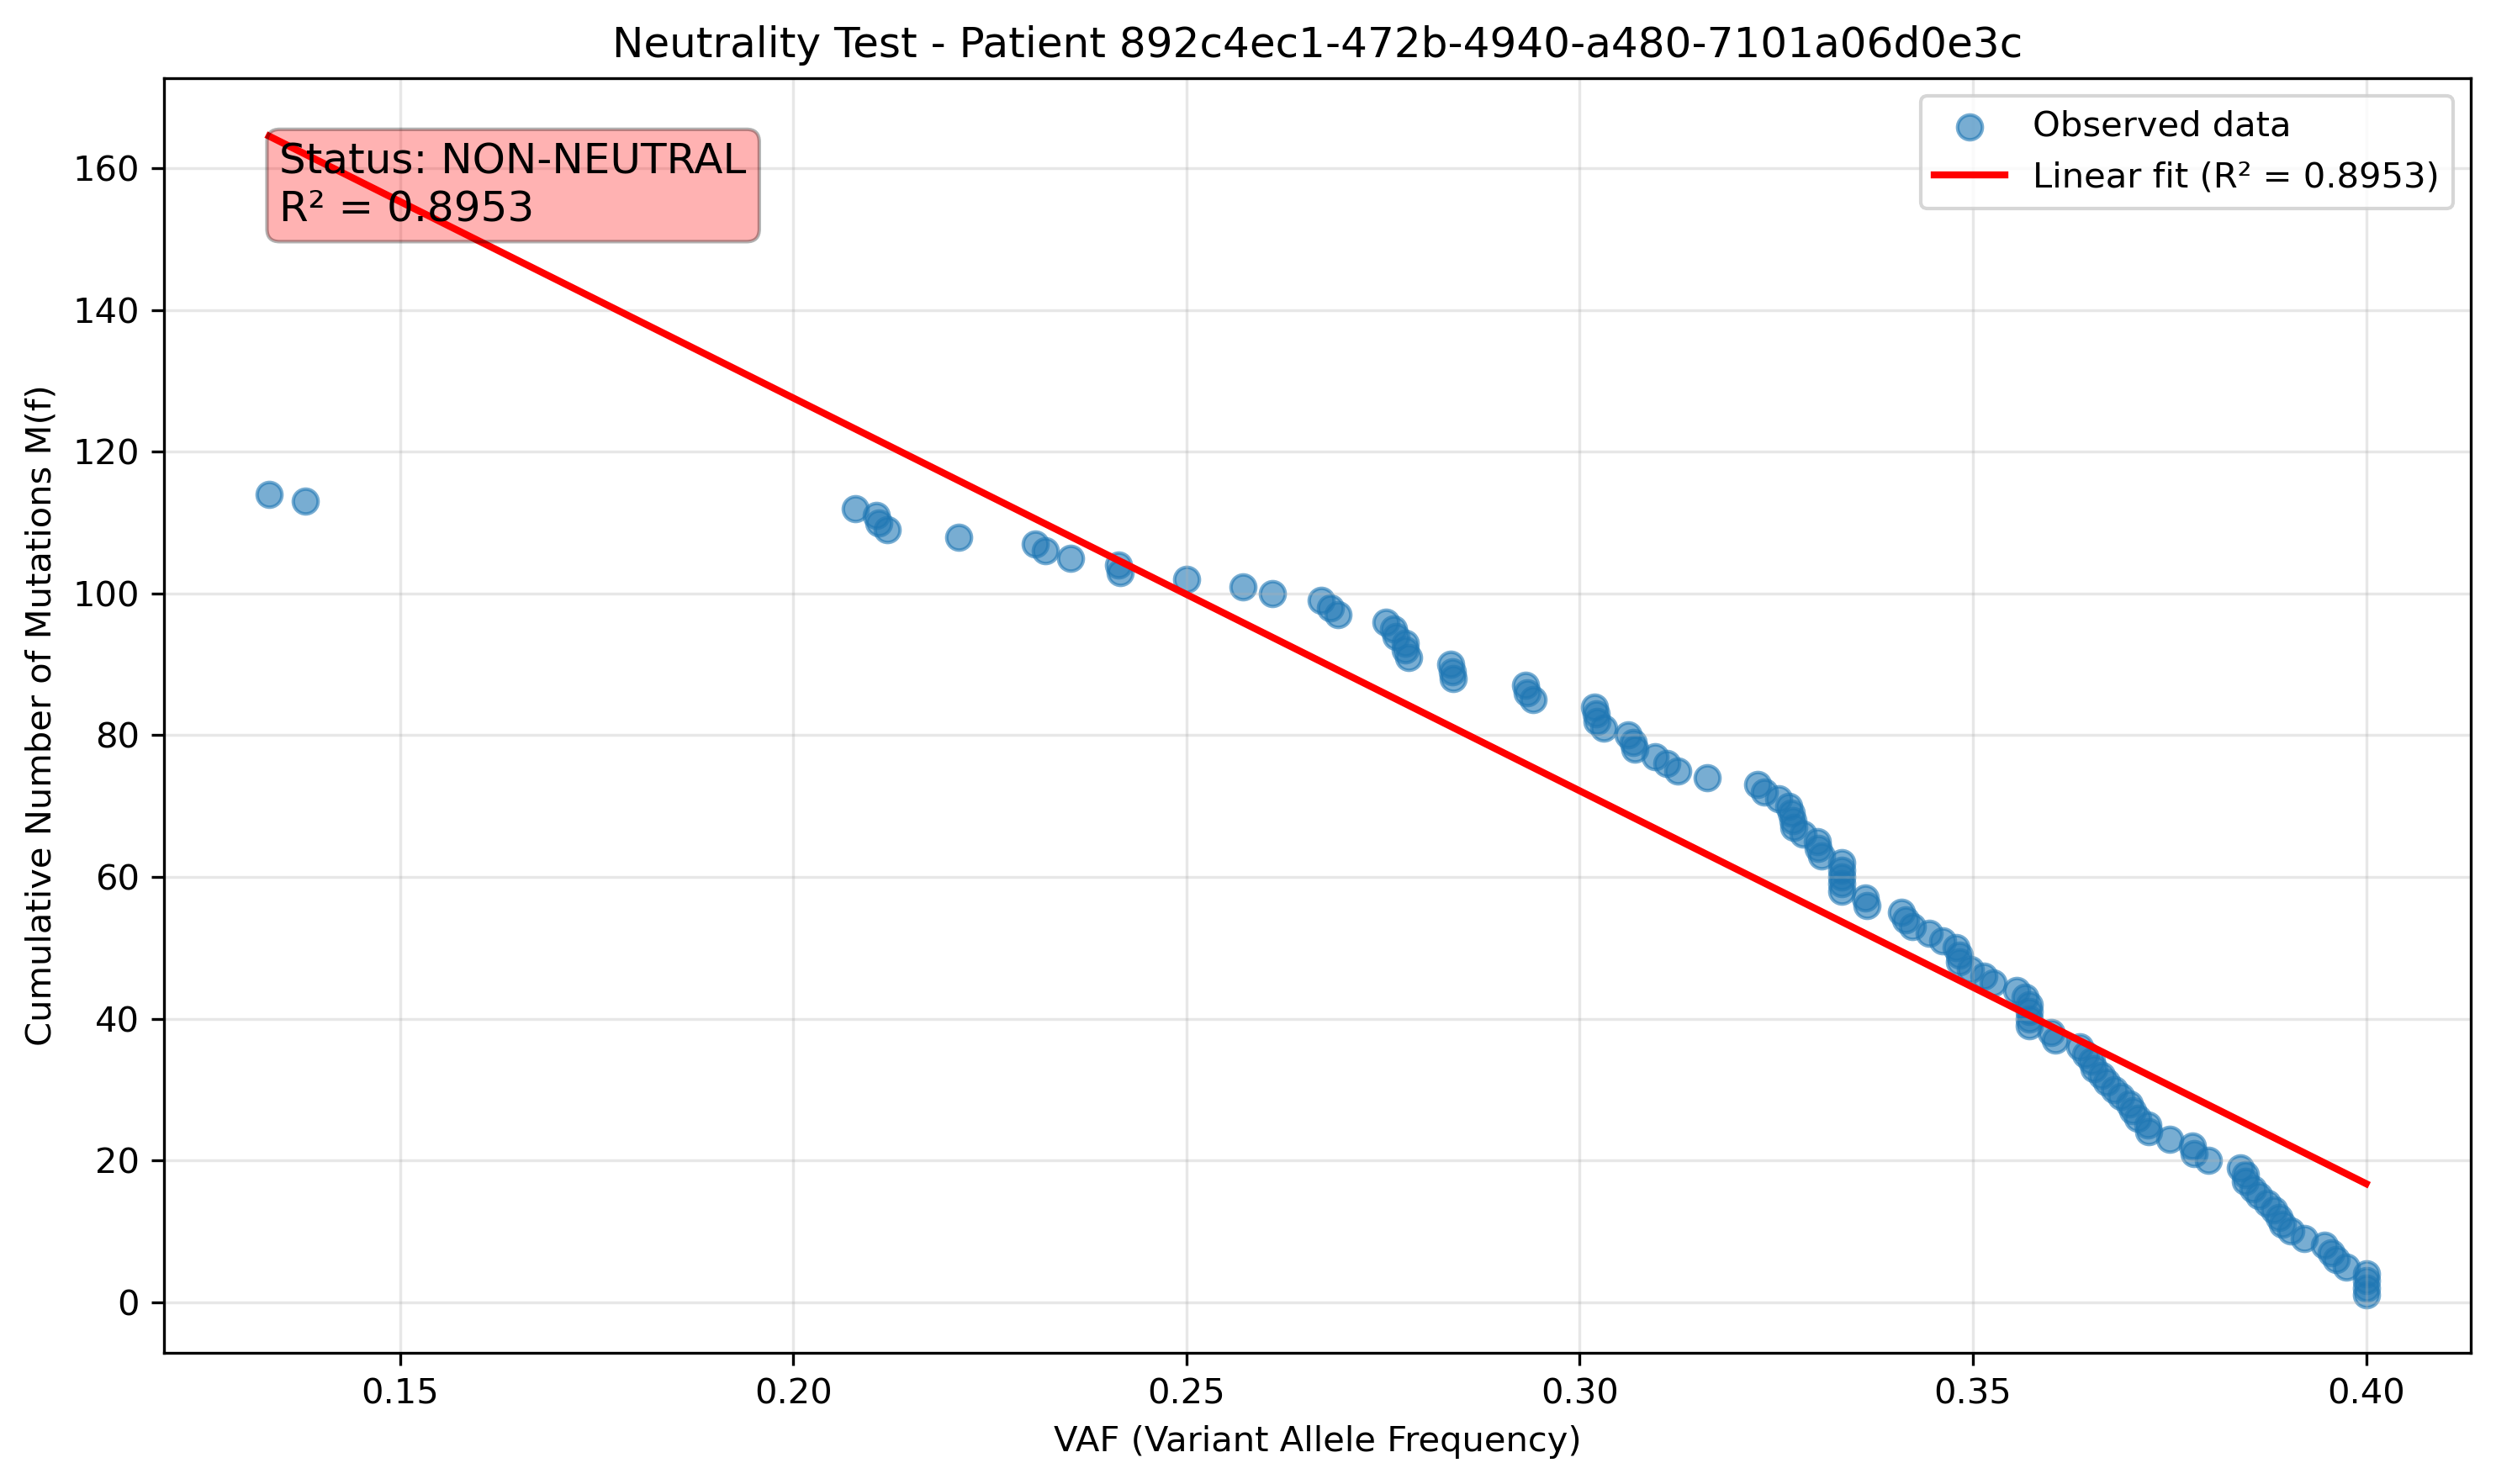 Neutrality Test - Patient 892c4ec1-472b-4940-a480-7101a06d0e3c
Status: NON-NEUTRAL
R² = 0.8953
Observed data
Linear fit (R² = 0.8953)
Cumulative Number of Mutations M(f)
160
140
120
100
80
60
40
20
0
0.15
0.20
0.25
0.30
0.35
0.40
VAF (Variant Allele Frequency)